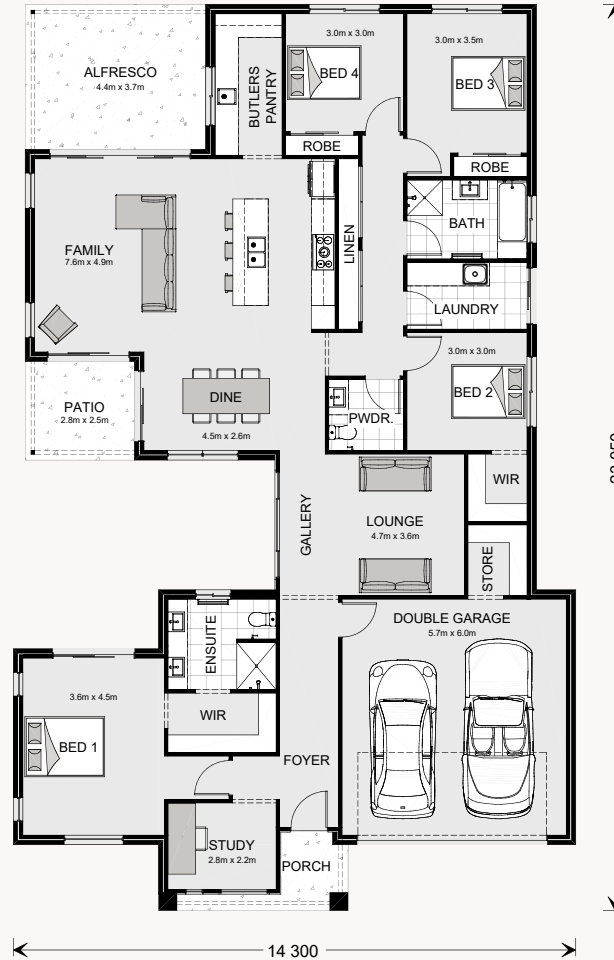 ALFRESCO
4.4m x 3.7m
BUTLERS
PANTRY
3.0m x 3.0m
BED 4
ROBE
3.0m x 3.5m
BED 3
ROBE
LINEN
BATH
FAMILY
7.6m x 4.9m
LAUNDRY
3.0m x 3.0m
BED 2
DINE
4.5m x 2.6m
PATIO
2.8m x 2.5m
PWDR.
WIR
GALLERY
LOUNGE
4.7m x 3.6m
STORE
ENSUITE
DOUBLE GARAGE
5.7m x 6.0m
3.6m x 4.5m
BED 1
WIR
FOYER
STUDY
2.8m x 2.2m
PORCH
14 300